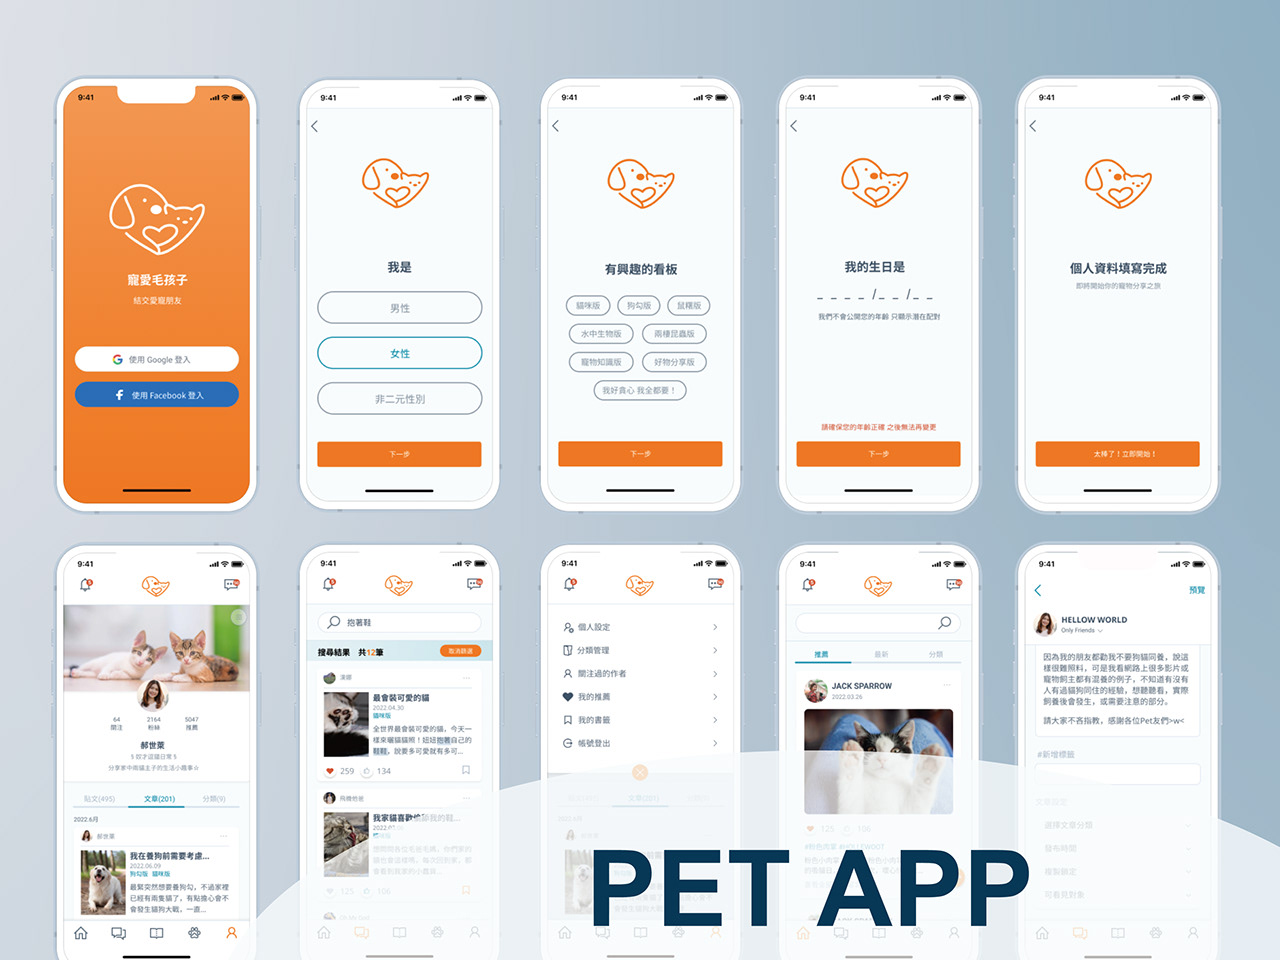 9:41
寵愛毛孩子
結交愛寵朋友
使用 Google 登入
使用 Facebook 登入
9:41
我是
男性
女性
非二元性別
下一步
9:41
有興趣的看板
貓咪版
狗勾版
鼠糬版
水中生物版
兩棲昆蟲版
寵物知識版
好物分享版
我好貪心 我全都要！
下一步
9:41
我的生日是
_ _ _ _ / _ _ / _ _
我們不會公開您的年齡 只顯示潛在配對
請確保您的年齡正確 之後無法再變更
下一步
9:41
個人資料填寫完成
即將開始你的寵物分享之旅
太棒了！立即開始！
9:41
64
關注
2164
粉絲
5047
推薦
郝世萊
§ 奴才這廂日常 §
分享家中兩貓主子的生活小趣事☆
貼文(495)
文章(201)
分類(9)
2022.6月
郝世萊
我在養狗前需要考慮...
2022.06.09
狗勾版 貓咪版
最緊突然想要養狗勾，不過家裡
已經有兩隻貓了，有點擔心會不
會發生貓狗大戰，一直...
9:41
抱著鞋
搜尋結果 共12筆
取消篩選
最會裝可愛的貓
2022.04.30
貓咪版
全世界最會裝可愛的貓，今天一
樣來曬貓貓照！妞妞抱著自己的
鞋鞋，說要多可愛就有多可...
259
134
飛機他爸
我家貓喜歡偷舔我的鞋...
2022.0
125
106
9:41
個人設定
分類管理
關注過的作者
我的推薦
我的書籤
帳號登出
文章(201)
9:41
推薦
最新
分類
JACK SPARROW
2022.03.26
125
106
9:41
預覽
HELLOW WORLD
Only Friends
因為我的朋友都勸我不要狗貓同養，說這
樣很難照料，可是我看網路上很多影片或
寵物飼主都有混養的例子，不知道有沒有
人有過貓狗同住的經驗，想聽聽看，實際
飼養後會發生，或需要注意的部分。
請大家不吝指教，感謝各位Pet友們>w<
#新增標籤
文章設定
選擇文章分類
發布時間
複製鎖定
可看見對象
PET APP